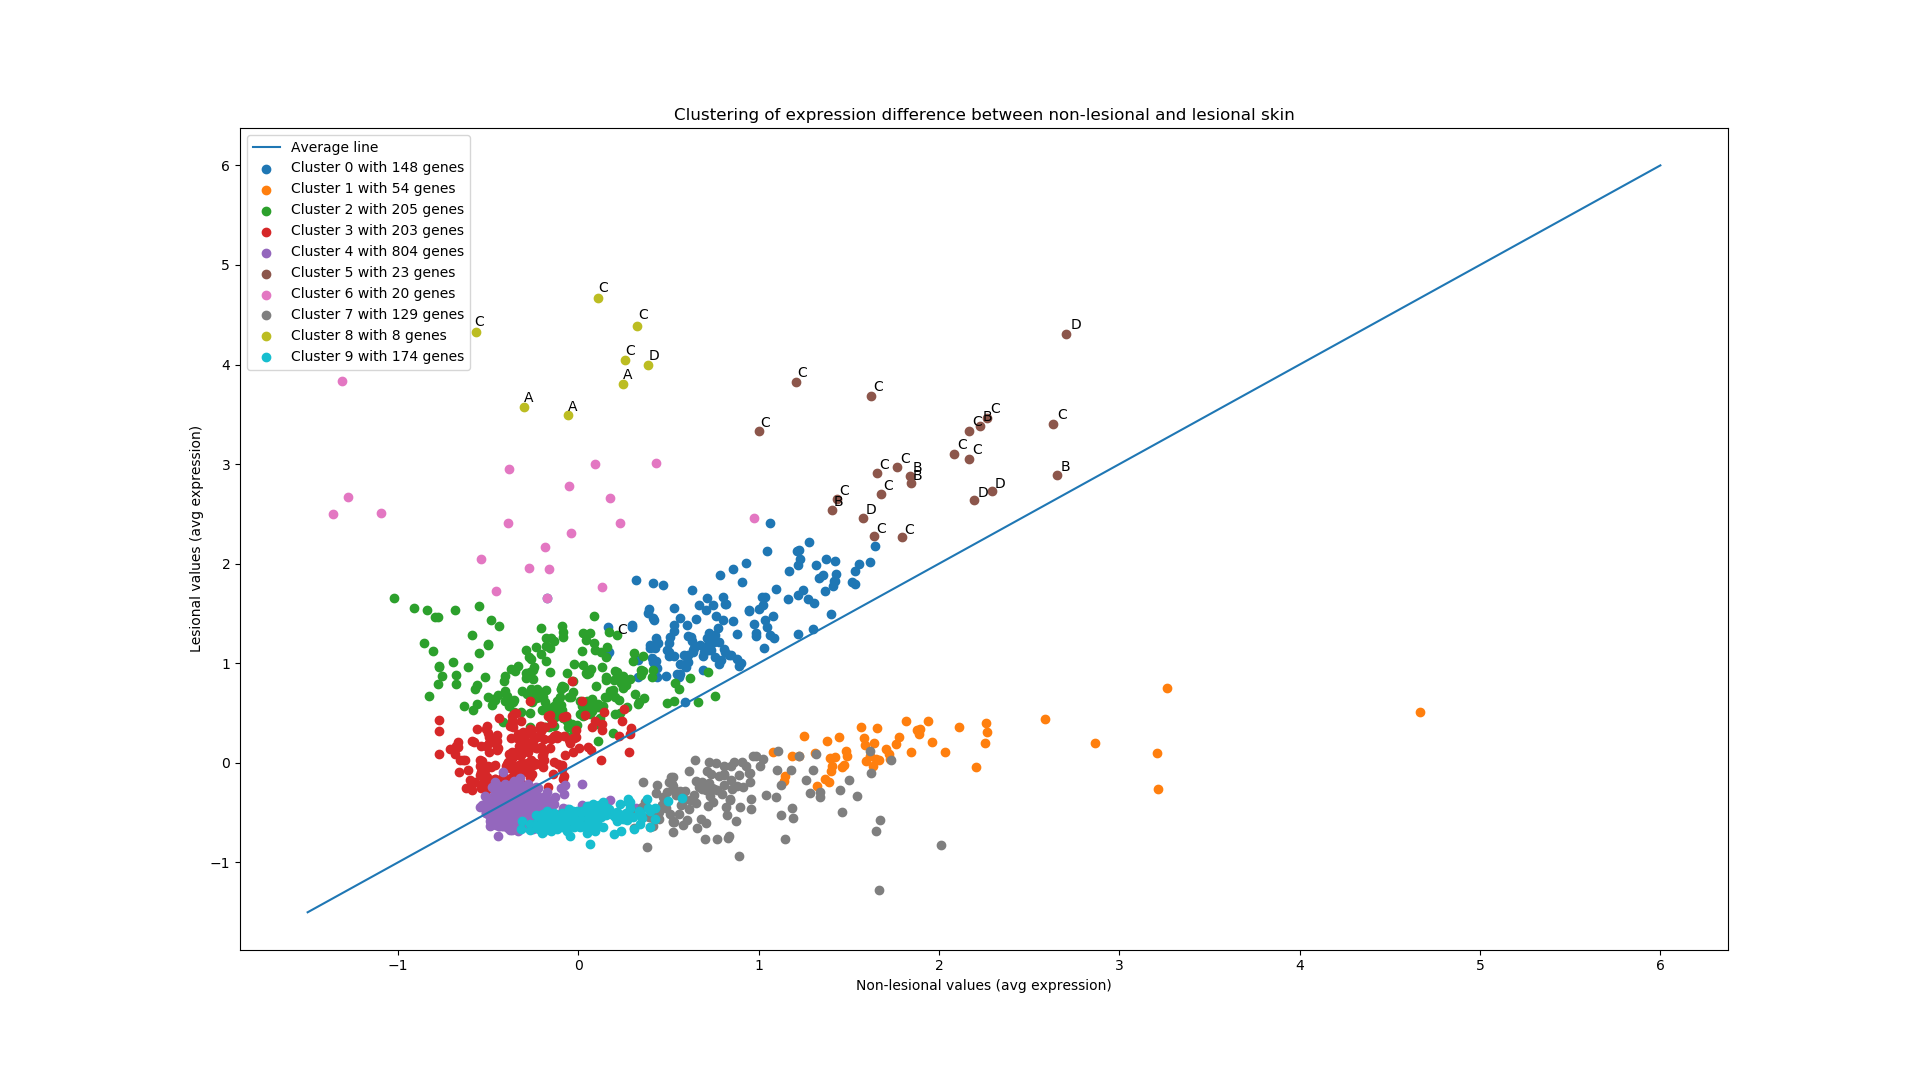 Clustering of expression difference between non-lesional and lesional skin
Average line
Cluster 0 with 148 genes
Cluster 1 with 54 genes
Cluster 2 with 205 genes
Cluster 3 with 203 genes
Cluster 4 with 804 genes
Cluster 5 with 23 genes
Cluster 6 with 20 genes
Cluster 7 with 129 genes
Cluster 8 with 8 genes
Cluster 9 with 174 genes
Lesional values (avg expression)
6
5
4
3
2
1
0
−1
C
C
C
D
C
D
A
C
A
C
A
C
C
B
C
C
C
C
C
C
B
C
B
B
C
C
D
D
B
D
C
C
C
−1
0
1
2
3
4
5
6
Non-lesional values (avg expression)